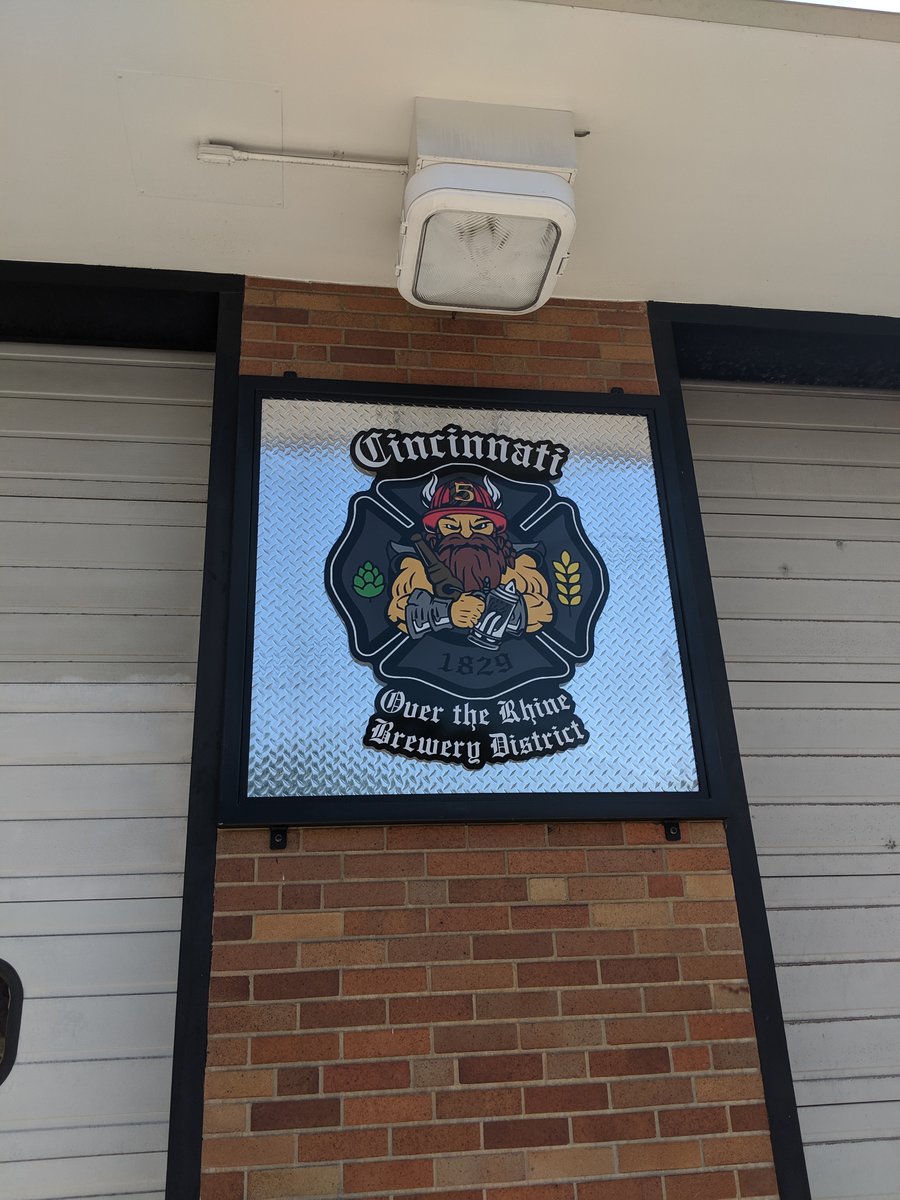 Cincinnati
5
1829
Over the Rhine
Brewery District